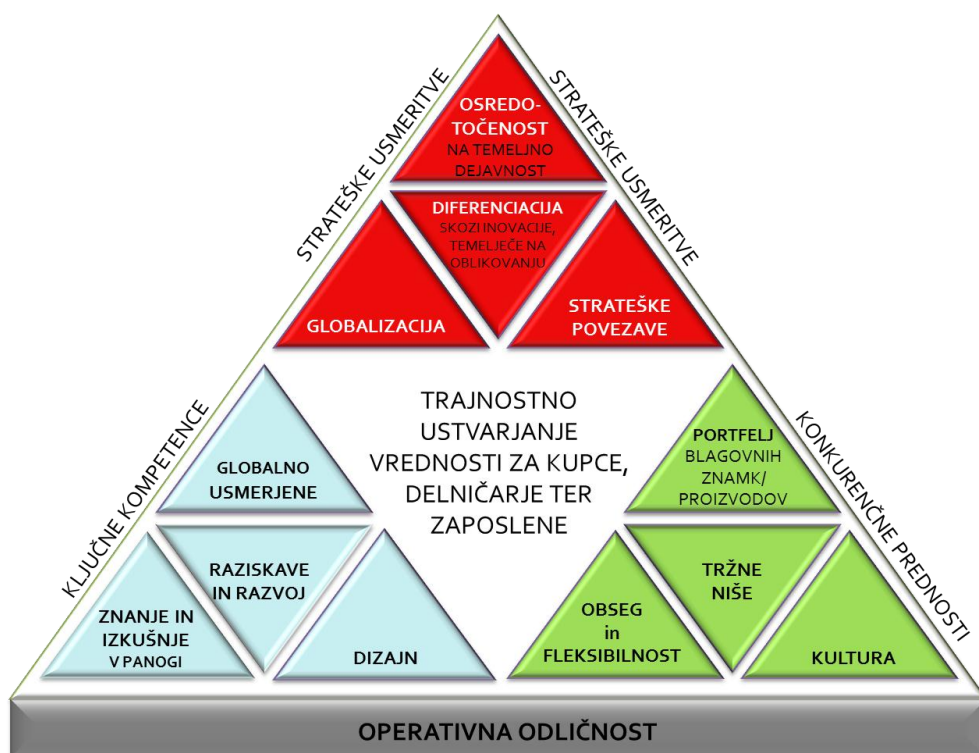 STRATEŠKE USMERITVE
STRATEŠKE USMERITVE
OSREDO-
TOČENOST
NA TEMELJNO
DEJAVNOST
DIFERENCIACIJA
SKOZI INOVACIJE,
TEMELJEČE NA
OBLIKOVANJU
GLOBALIZACIJA
STRATEŠKE
POVEZAVE
TRAJNOSTNO
USTVARJANJE
VREDNOSTI ZA KUPCE,
DELNIČARJE TER
ZAPOSLENE
KLJUČNE KOMPETENCE
GLOBALNO
USMERJENE
RAZISKAVE
IN RAZVOJ
ZNANJE IN
IZKUŠNJE
V PANOGI
DIZAJN
KONKURENČNE PREDNOSTI
PORTFELJ
BLAGOVNIH
ZNAMK/
PROIZVODOV
TRŽNE
NIŠE
OBSEG
in
FLEKSIBILNOST
KULTURA
OPERATIVNA ODLIČNOST